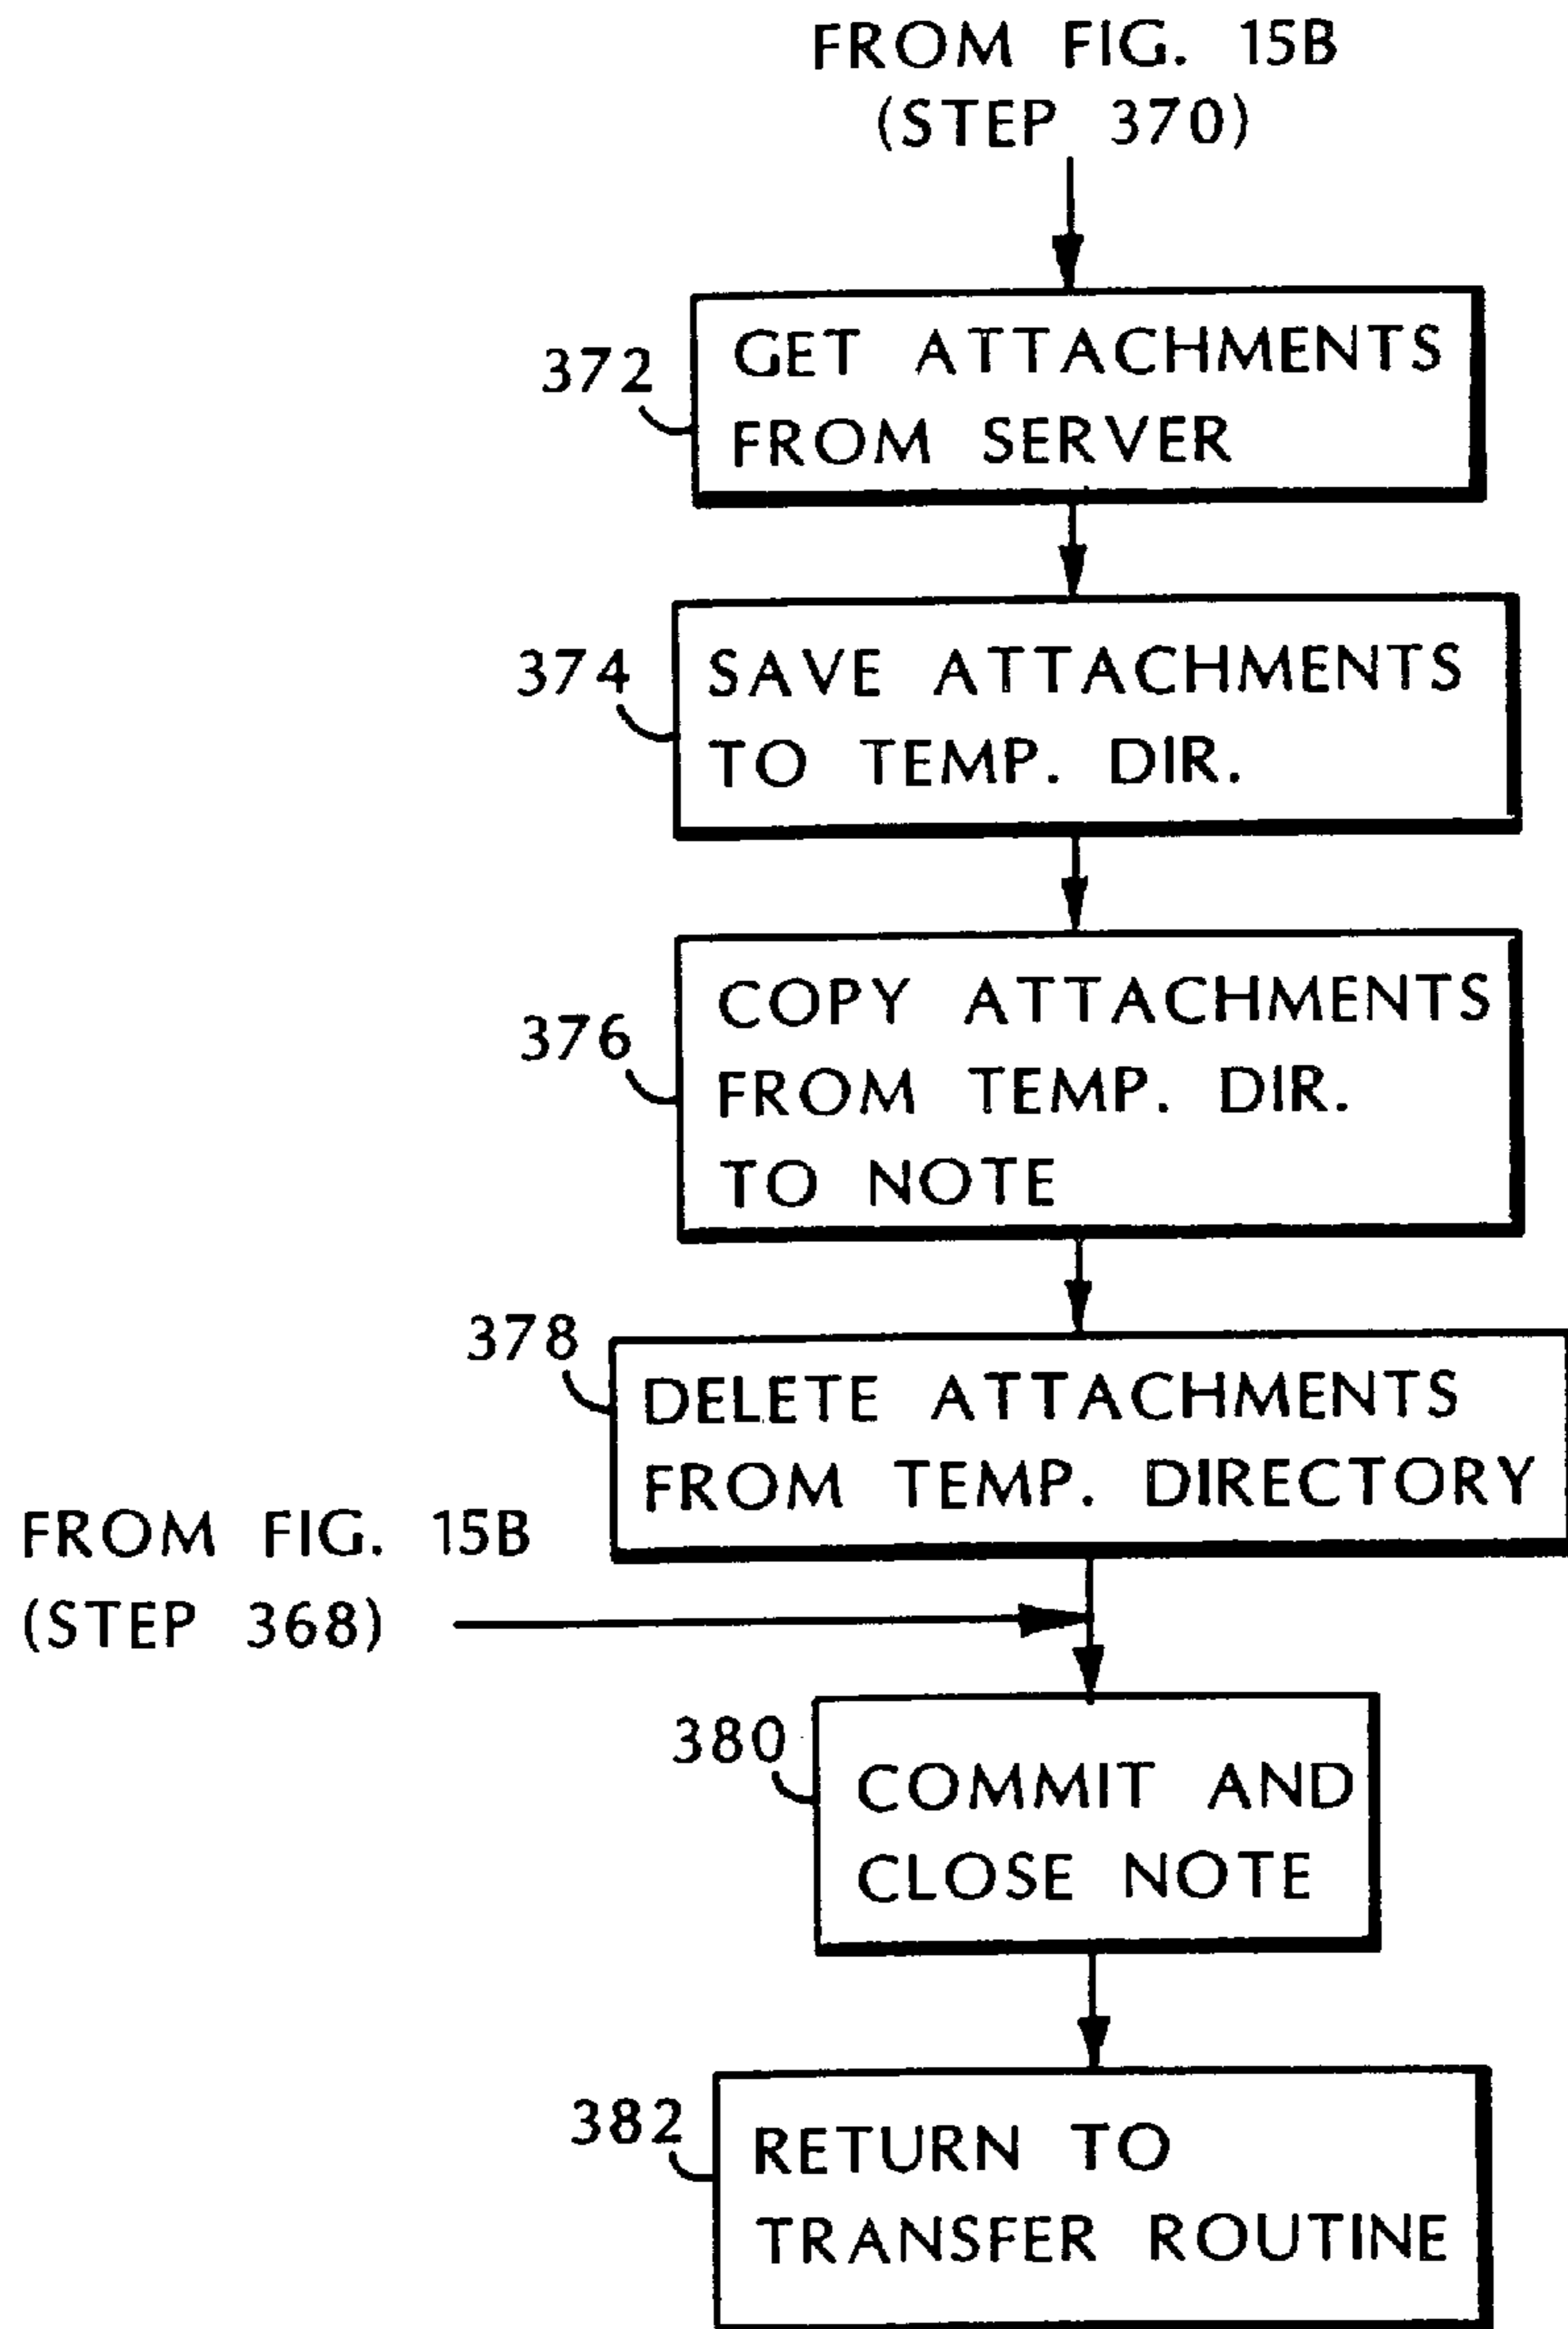 FROM FIG. 15B
(STEP 370)
372
GET ATTACHMENTS
FROM SERVER
374
SAVE ATTACHMENTS
TO TEMP. DIR.
376
COPY ATTACHMENTS
FROM TEMP. DIR.
TO NOTE
378
DELETE ATTACHMENTS
FROM TEMP. DIRECTORY
FROM FIG. 15B
(STEP 368)
380
COMMIT AND
CLOSE NOTE
382
RETURN TO
TRANSFER ROUTINE